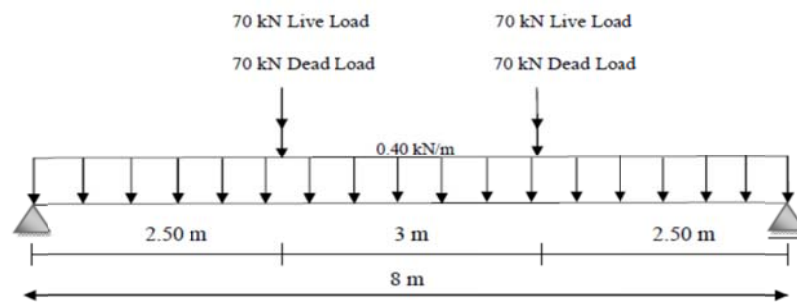 70 kN Live Load 70 kN Live Load
70 kN Dead Load 70 kN Dead Load
0.40 kN/m
2.50 m 3 m 2.50 m
8 m